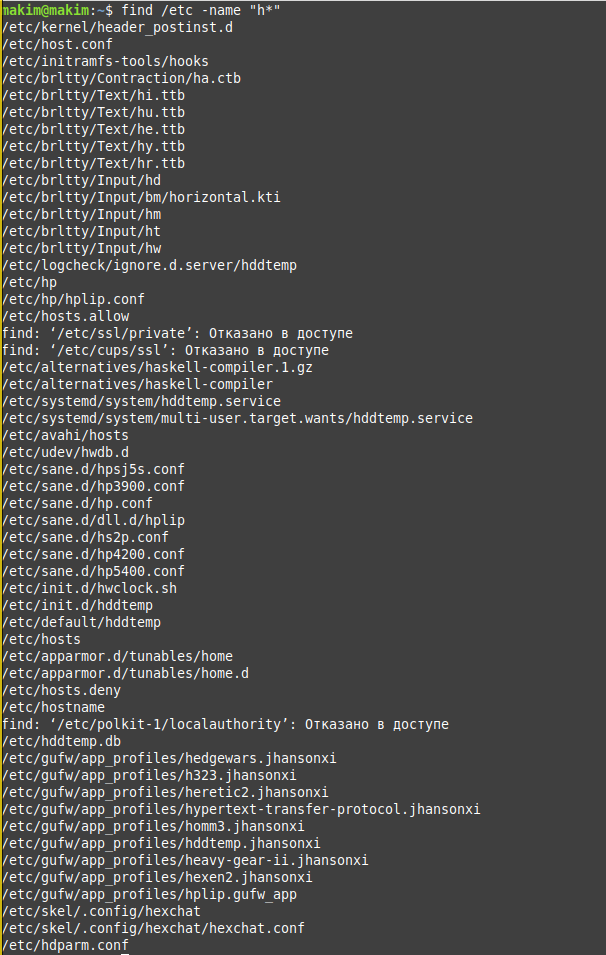 makim@makim:~$ find /etc -name "h*"
/etc/kernel/header_postinst.d
/etc/host.conf
/etc/initramfs-tools/hooks
/etc/brltty/Contraction/ha.ctb
/etc/brltty/Text/hi.ttb
/etc/brltty/Text/hu.ttb
/etc/brltty/Text/he.ttb
/etc/brltty/Text/hy.ttb
/etc/brltty/Text/hr.ttb
/etc/brltty/Input/hd
/etc/brltty/Input/bm/horizontal.kti
/etc/brltty/Input/hm
/etc/brltty/Input/ht
/etc/brltty/Input/hw
/etc/logcheck/ignore.d.server/hddtemp
/etc/hp
/etc/hp/hplip.conf
/etc/hosts.allow
find: ‘/etc/ssl/private’: Отказано в доступе
find: ‘/etc/cups/ssl’: Отказано в доступе
/etc/alternatives/haskell-compiler.1.gz
/etc/alternatives/haskell-compiler
/etc/systemd/system/hddtemp.service
/etc/systemd/system/multi-user.target.wants/hddtemp.service
/etc/avahi/hosts
/etc/udev/hwdb.d
/etc/sane.d/hpsj5s.conf
/etc/sane.d/hp3900.conf
/etc/sane.d/hp.conf
/etc/sane.d/dll.d/hplip
/etc/sane.d/hs2p.conf
/etc/sane.d/hp4200.conf
/etc/sane.d/hp5400.conf
/etc/init.d/hwclock.sh
/etc/init.d/hddtemp
/etc/default/hddtemp
/etc/hosts
/etc/apparmor.d/tunables/home
/etc/apparmor.d/tunables/home.d
/etc/hosts.deny
/etc/hostname
find: ‘/etc/polkit-1/localauthority’: Отказано в доступе
/etc/hddtemp.db
/etc/gufw/app_profiles/hedgewars.jhansonxi
/etc/gufw/app_profiles/h323.jhansonxi
/etc/gufw/app_profiles/heretic2.jhansonxi
/etc/gufw/app_profiles/hypertext-transfer-protocol.jhansonxi
/etc/gufw/app_profiles/homm3.jhansonxi
/etc/gufw/app_profiles/hddtemp.jhansonxi
/etc/gufw/app_profiles/heavy-gear-ii.jhansonxi
/etc/gufw/app_profiles/hexen2.jhansonxi
/etc/gufw/app_profiles/hplip.gufw_app
/etc/skel/.config/hexchat
/etc/skel/.config/hexchat/hexchat.conf
/etc/hdparm.conf